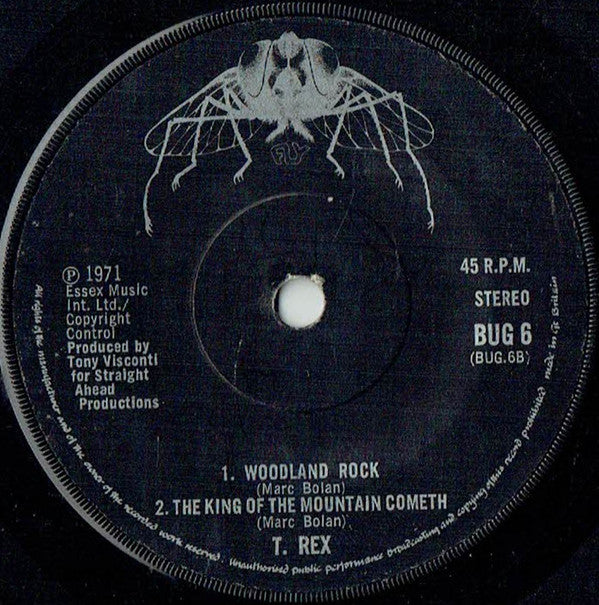 FLY
℗ 1971
Essex Music
Int. Ltd./
Copyright
Control
Produced by
Tony Visconti
for Straight
Ahead
Productions
45 R.P.M.
STEREO
BUG 6
(BUG.6B)
1. WOODLAND ROCK
(Marc Bolan)
2. THE KING OF THE MOUNTAIN COMETH
(Marc Bolan)
T. REX
All rights of the manufacturer and of the owner of the recorded work reserved. Unauthorised public performance broadcasting and copying of this record prohibited made in Gt Britain